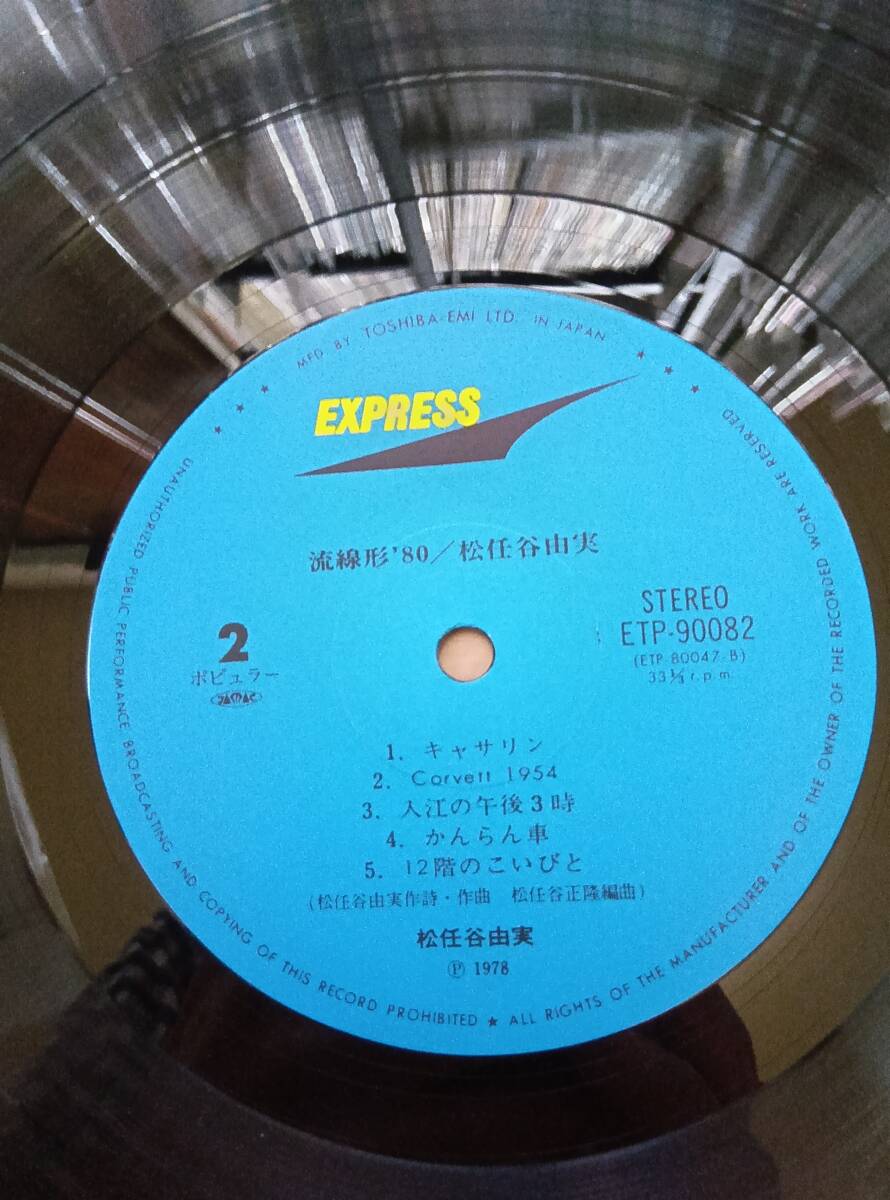 MFD. BY TOSHIBA-EMI LTD. IN JAPAN
EXPRESS
流線形'80/松任谷由実
2
ポピュラー
JASRAC
STEREO
ETP-90082
(ETP-80047-B)
33⅓ r.p.m
1. キャサリン
2. Corvett 1954
3. 入江の午後3時
4. かんらん車
5. 12階のこいびと
(松任谷由実作詩・作曲 松任谷正隆編曲)
松任谷由実
Ⓟ 1978
UNAUTHORIZED PUBLIC PERFORMANCE BROADCASTING AND COPYING OF THIS RECORD PROHIBITED ★ ALL RIGHTS OF THE MANUFACTURER AND OF THE OWNER OF THE RECORDED WORK ARE RESERVED